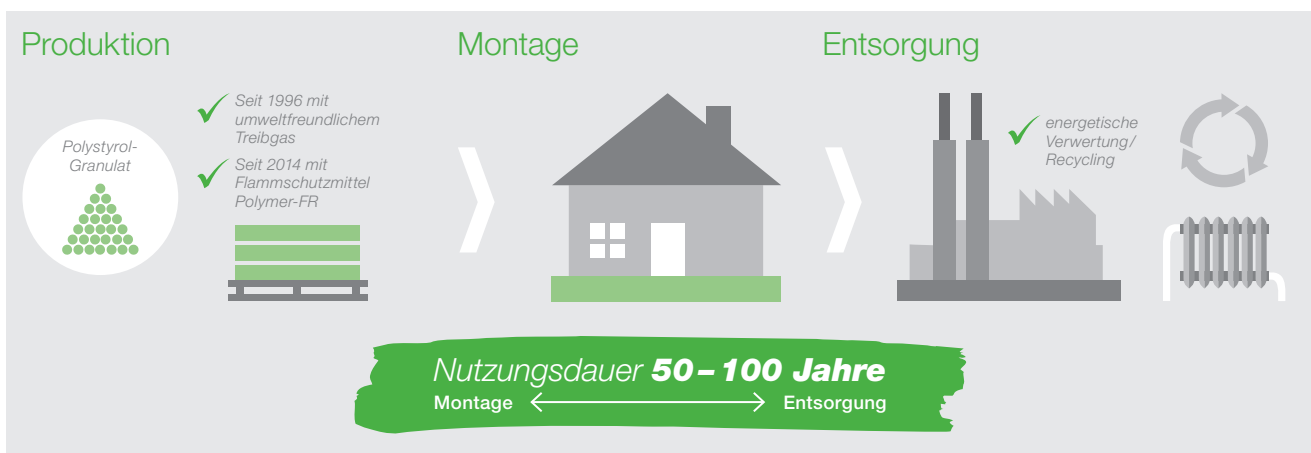 Produktion
Polystyrol-
Granulat
Seit 1996 mit
umweltfreundlichem
Treibgas
Seit 2014 mit
Flammschutzmittel
Polymer-FR
Montage
Entsorgung
energetische
Verwertung/
Recycling
Nutzungsdauer 50–100 Jahre
Montage Entsorgung